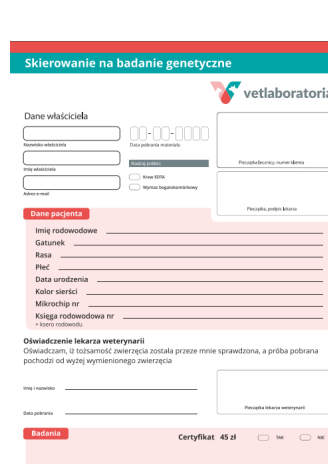 Skierowanie na badanie genetyczne
vetlaboratoria
Dane właściciela
Nazwisko właściciela
Data pobrania materiału
Imię właściciela
Rodzaj próbki:
Krew EDTA
Wymaz bogatokomórkowy
Adres e-mail
Pieczątka lecznicy, numer klienta
Pieczątka, podpis lekarza
Dane pacjenta
Imię rodowodowe
Gatunek
Rasa
Płeć
Data urodzenia
Kolor sierści
Mikrochip nr
Księga rodowodowa nr
+ ksero rodowodu
Oświadczenie lekarza weterynarii
Oświadczam, iż tożsamość zwierzęcia została przeze mnie sprawdzona, a próba pobrana
pochodzi od wyżej wymienionego zwierzęcia
Imię i nazwisko
Data pobrania
Pieczątka lekarza weterynarii
Badania
Certyfikat 45 zł
TAK
NIE